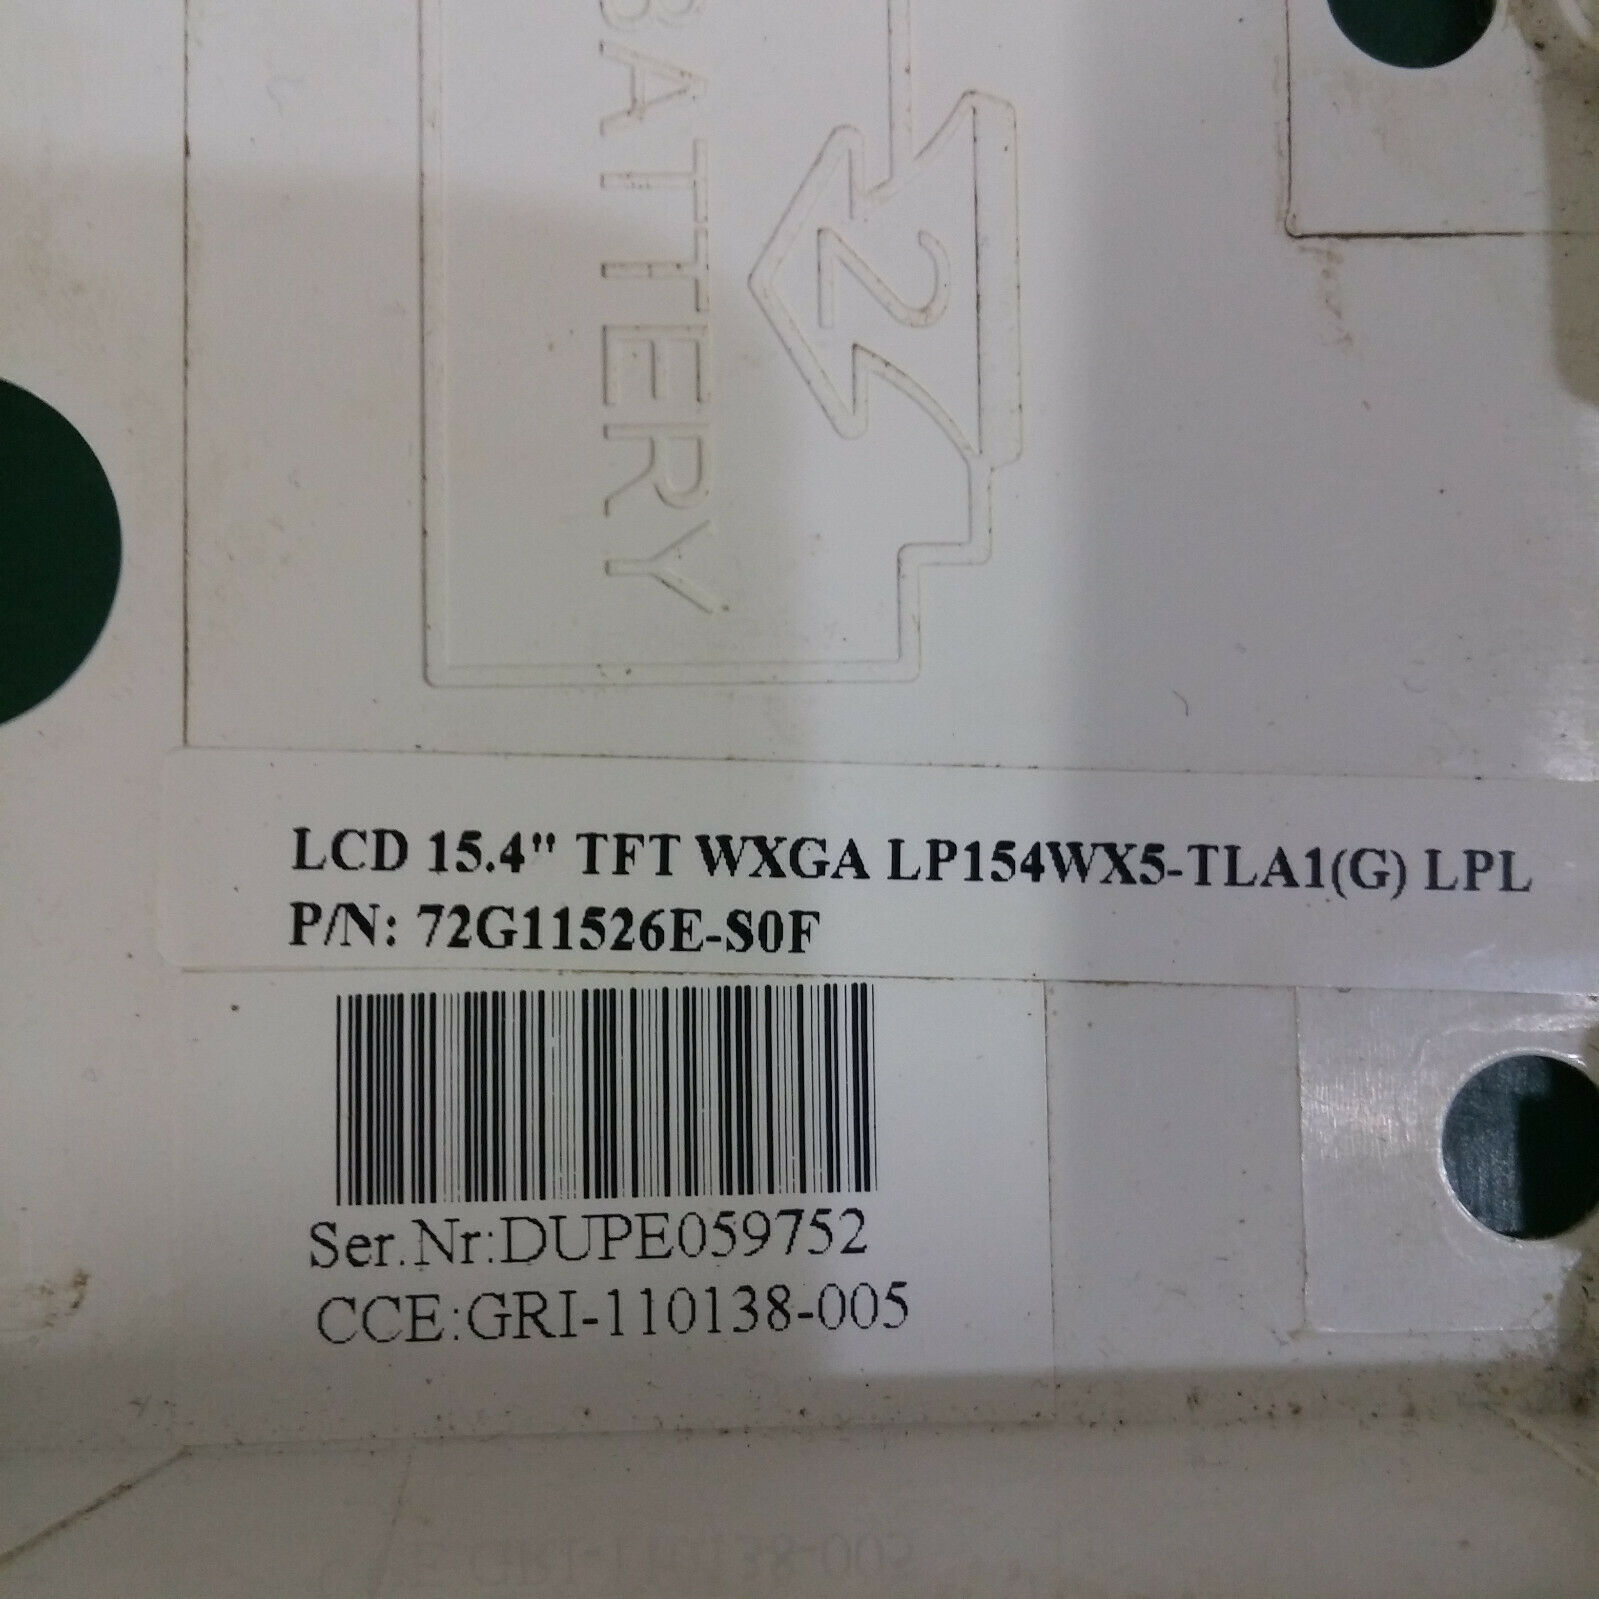 BATTERY
2
LCD 15.4" TFT WXGA LP154WX5-TLA1(G) LPL
P/N: 72G11526E-S0F
Ser.Nr:DUPE059752
CCE:GRI-110138-005